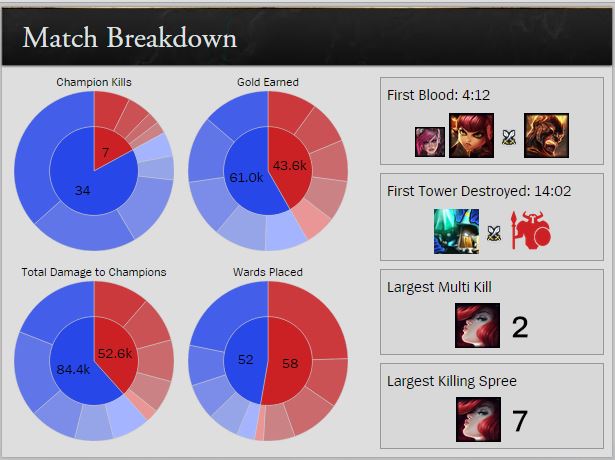 Match Breakdown
Champion Kills
7
34
Gold Earned
43.6k
61.0k
Total Damage to Champions
52.6k
84.4k
Wards Placed
52
58
First Blood: 4:12
First Tower Destroyed: 14:02
Largest Multi Kill
2
Largest Killing Spree
7